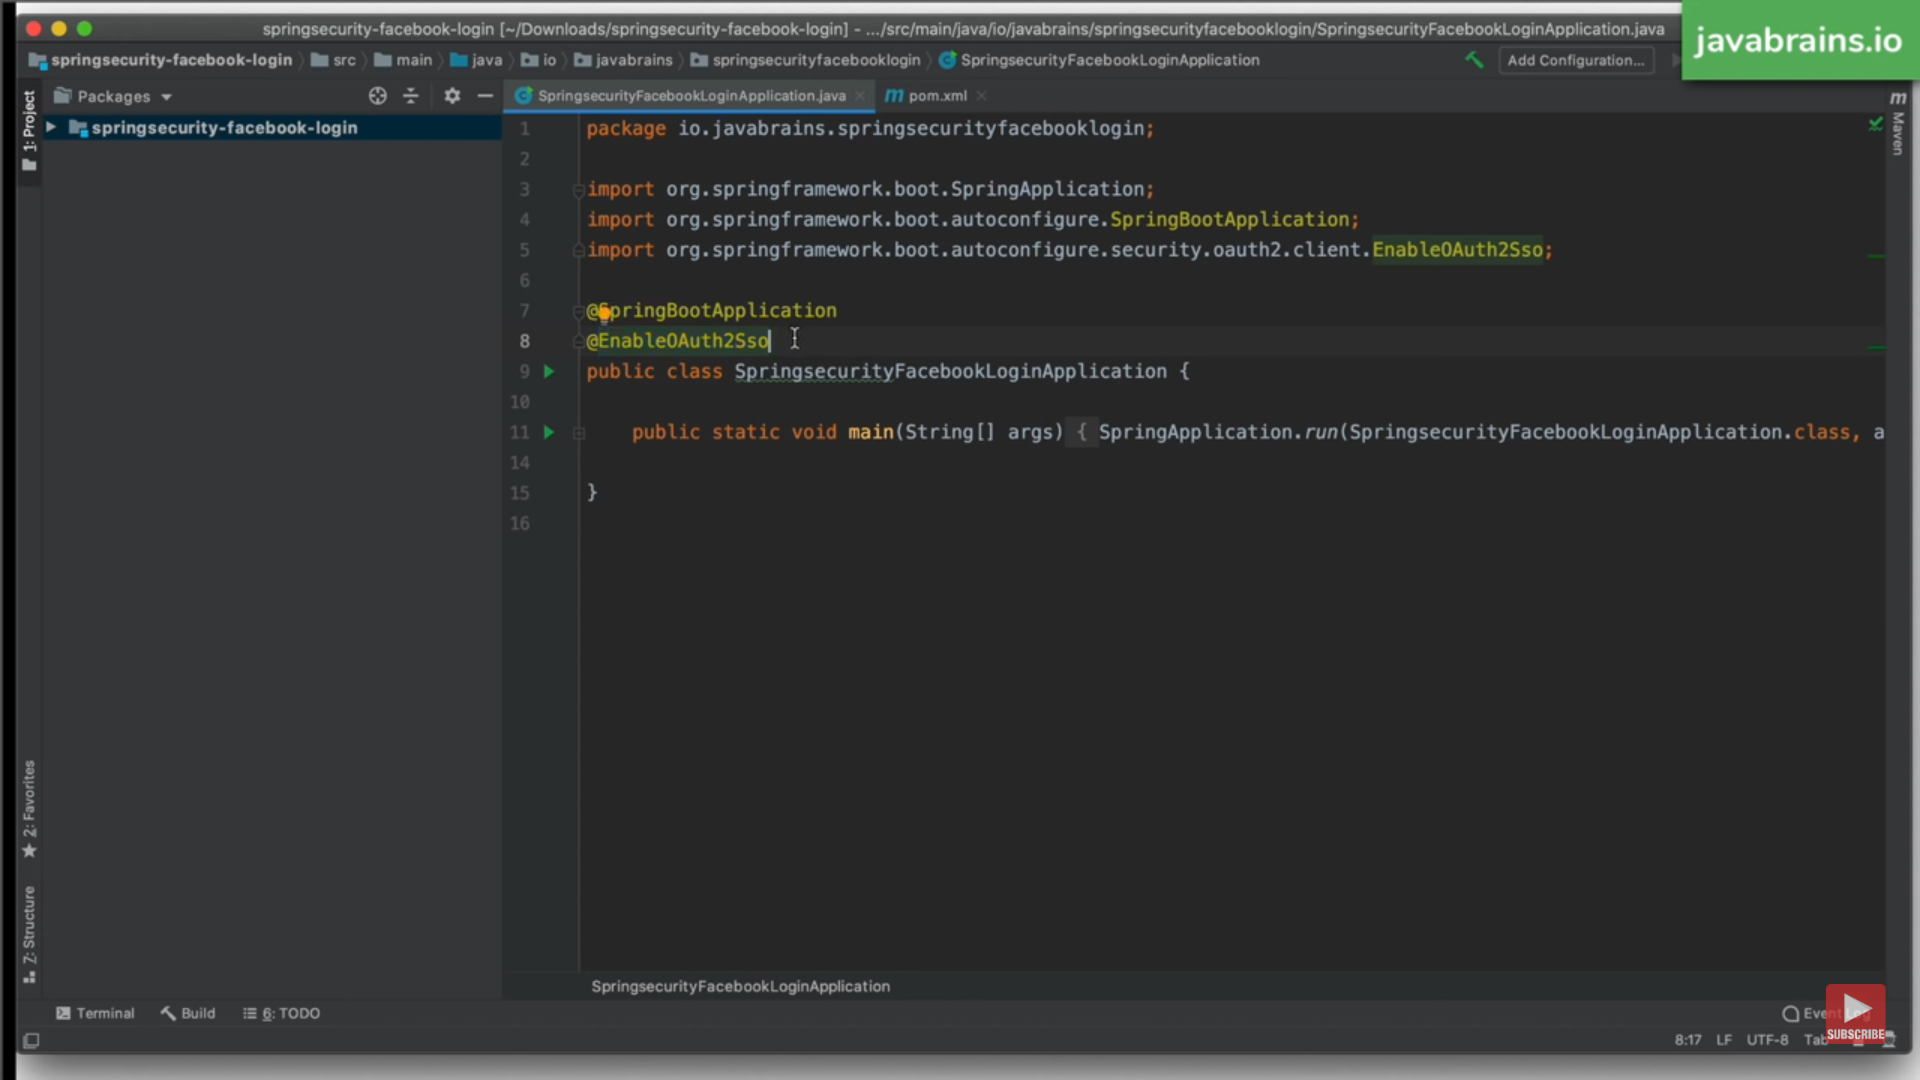 springsecurity-facebook-login [~/Downloads/springsecurity-facebook-login] - .../src/main/java/io/javabrains/springsecurityfacebooklogin/SpringsecurityFacebookLoginApplication.java
javabrains.io
springsecurity-facebook-login src main java io javabrains springsecurityfacebooklogin SpringsecurityFacebookLoginApplication Add Configuration...
1: Project
Packages
SpringsecurityFacebookLoginApplication.java
m pom.xml
m Maven
springsecurity-facebook-login
1 package io.javabrains.springsecurityfacebooklogin;
2
3 import org.springframework.boot.SpringApplication;
4 import org.springframework.boot.autoconfigure.SpringBootApplication;
5 import org.springframework.boot.autoconfigure.security.oauth2.client.EnableOAuth2Sso;
6
7 @SpringBootApplication
8 @EnableOAuth2Sso
9 public class SpringsecurityFacebookLoginApplication {
10
11 public static void main(String[] args) { SpringApplication.run(SpringsecurityFacebookLoginApplication.class, a
14
15 }
16
2: Favorites
7: Structure
SpringsecurityFacebookLoginApplication
Terminal Build 6: TODO
Event
SUBSCRIBE
8:17 LF UTF-8 Tab